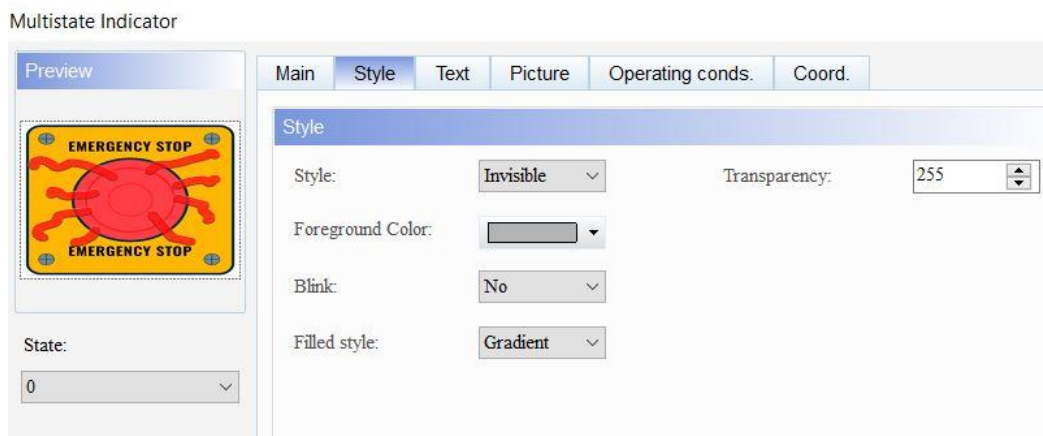 Multistate Indicator
Preview
EMERGENCY STOP
EMERGENCY STOP
State:
0
Main Style Text Picture Operating conds. Coord.
Style
Style: Invisible Transparency: 255
Foreground Color:
Blink: No
Filled style: Gradient